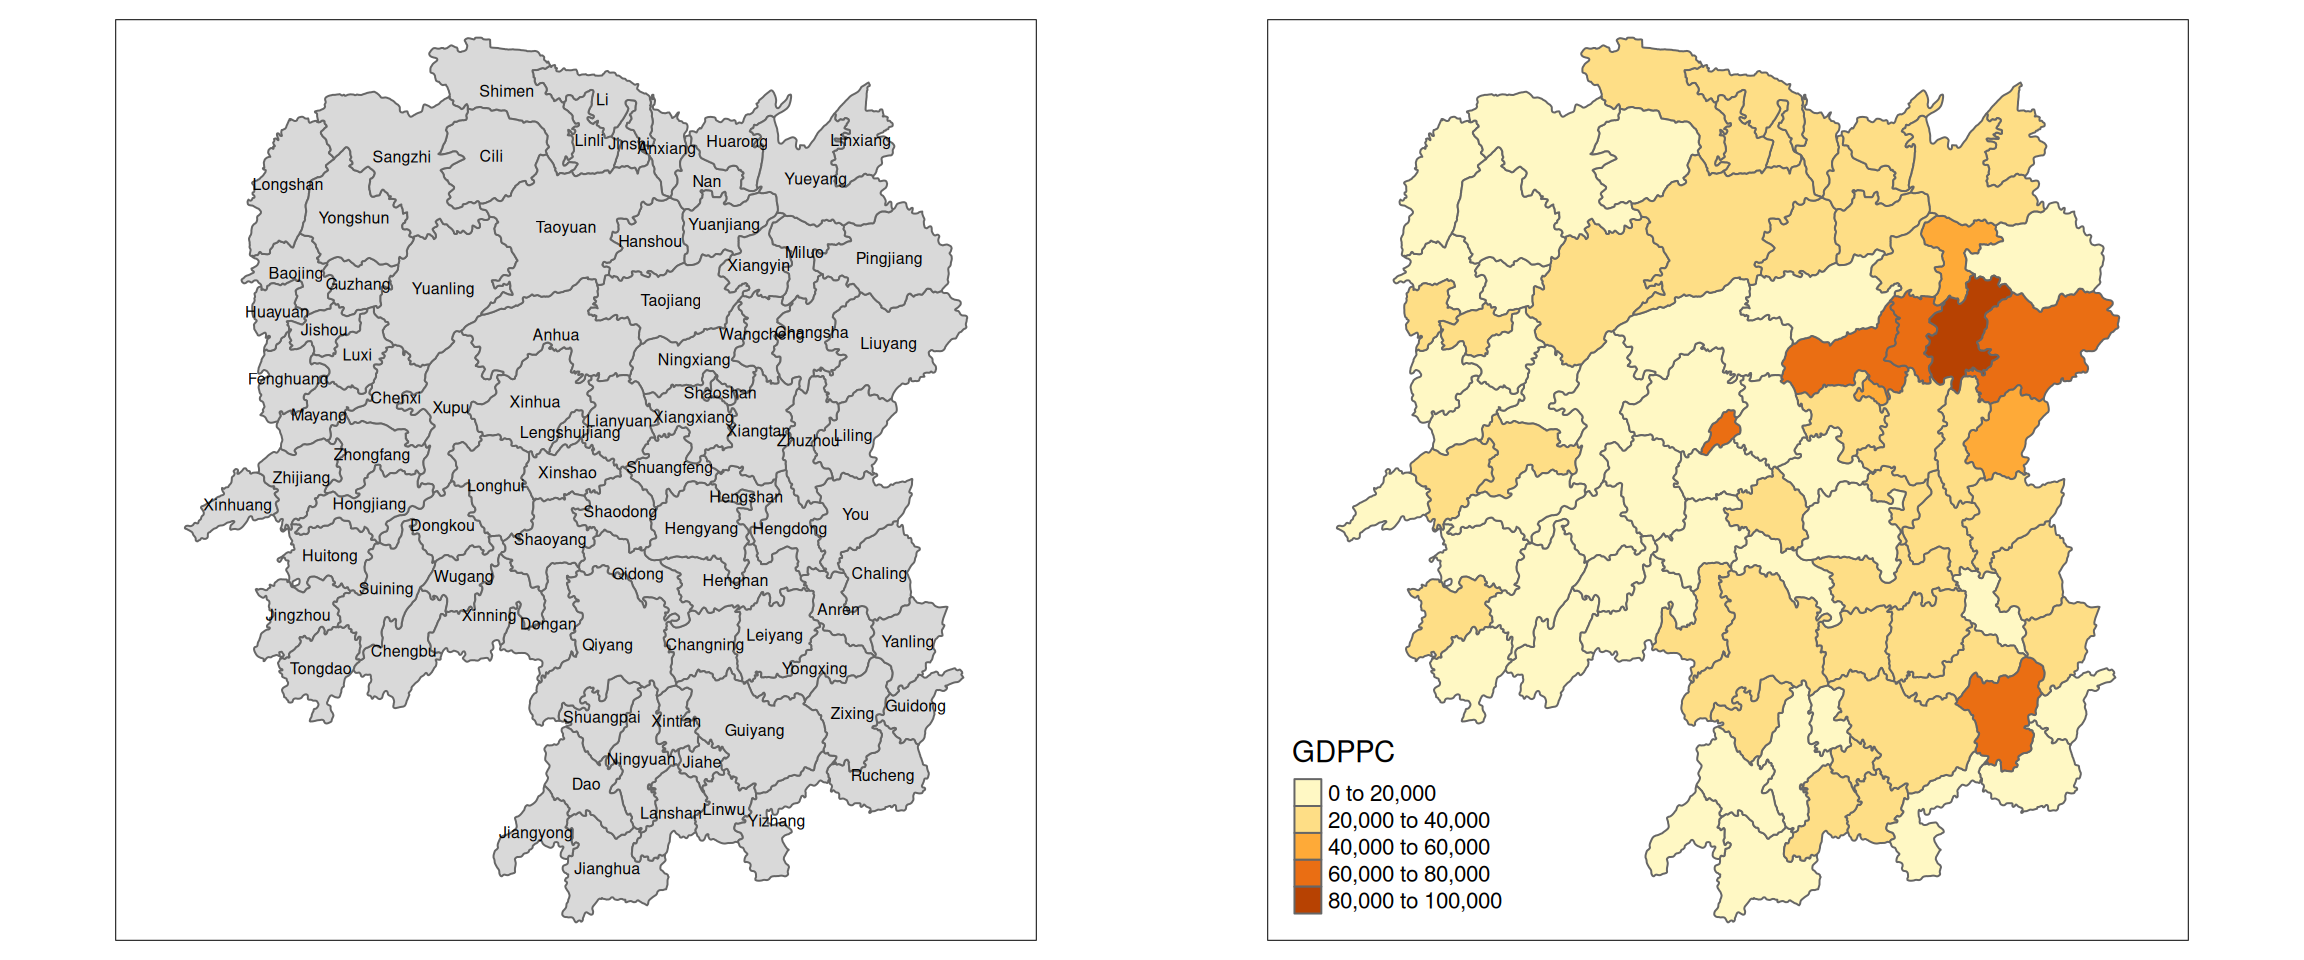 Shimen
Li
Linli
Jinshi
Anxiang
Huarong
Linxiang
Sangzhi
Cili
Nan
Yueyang
Longshan
Yongshun
Taoyuan
Hanshou
Yuanjiang
Miluo
Pingjiang
Xiangyin
Baojing
Guzhang
Yuanling
Taojiang
Huayuan
Jishou
Anhua
Wangcheng
Changsha
Liuyang
Luxi
Ningxiang
Fenghuang
Chenxi
Shaoshan
Mayang
Xupu
Xinhua
Lianyuan
Xiangxiang
Lengshuijiang
Xiangtan
Zhuzhou
Liling
Zhongfang
Zhijiang
Xinshao
Shuangfeng
Longhui
Xinhuang
Hongjiang
Hengshan
Shaodong
You
Dongkou
Hengyang
Hengdong
Shaoyang
Huitong
Qidong
Chaling
Wugang
Hengnan
Suining
Jingzhou
Xinning
Dongan
Anren
Leiyang
Yanling
Qiyang
Changning
Chengbu
Tongdao
Yongxing
Guidong
Shuangpai
Xintian
Zixing
Guiyang
Ningyuan
Jiahe
Rucheng
Dao
Lanshan
Linwu
Yizhang
Jiangyong
Jianghua
GDPPC
0 to 20,000
20,000 to 40,000
40,000 to 60,000
60,000 to 80,000
80,000 to 100,000